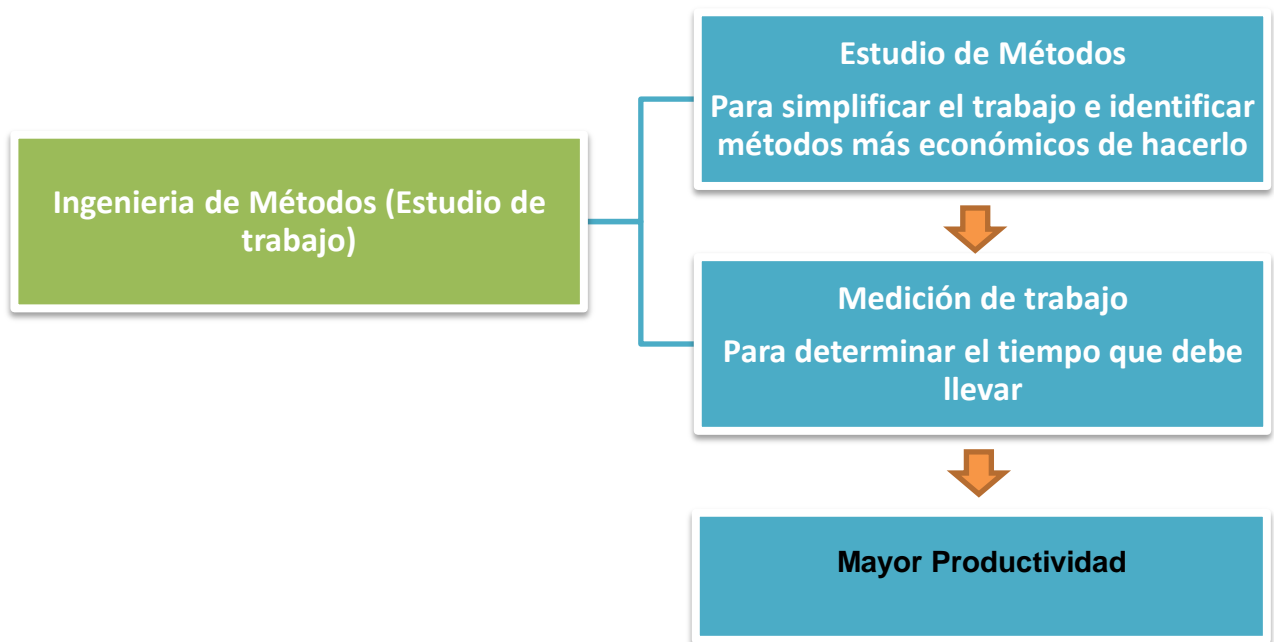 Ingenieria de Métodos (Estudio de
trabajo)
Estudio de Métodos
Para simplificar el trabajo e identificar
métodos más económicos de hacerlo
Medición de trabajo
Para determinar el tiempo que debe
llevar
Mayor Productividad